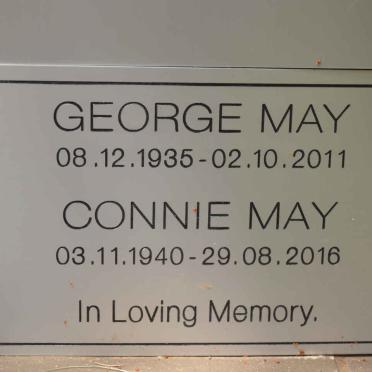 GEORGE MAY
08.12.1935-02.10.2011
CONNIE MAY
03.11.1940-29.08.2016
In Loving Memory.